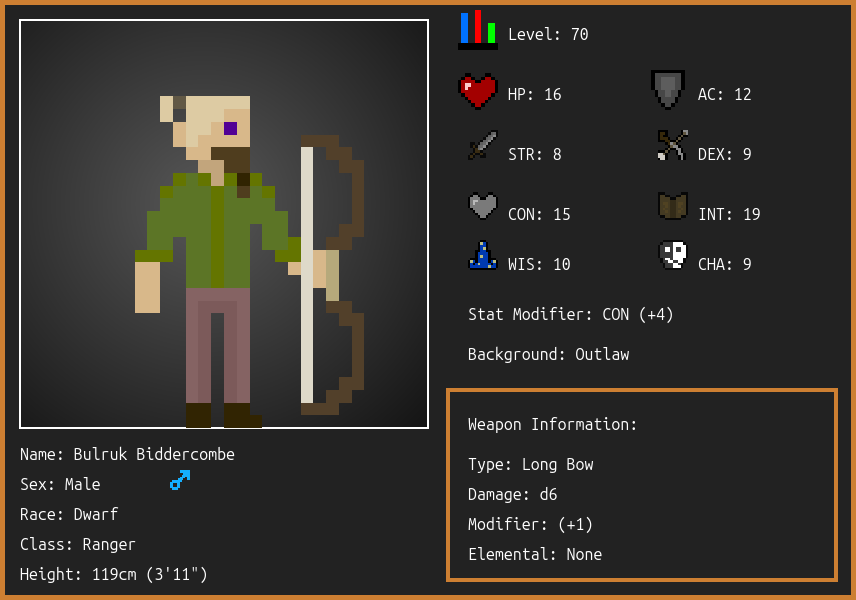 Level: 70
HP: 16
AC: 12
STR: 8
DEX: 9
CON: 15
INT: 19
WIS: 10
CHA: 9
Stat Modifier: CON (+4)
Background: Outlaw
Weapon Information:
Type: Long Bow
Damage: d6
Modifier: (+1)
Elemental: None
Name: Bulruk Biddercombe
Sex: Male
Race: Dwarf
Class: Ranger
Height: 119cm (3'11")